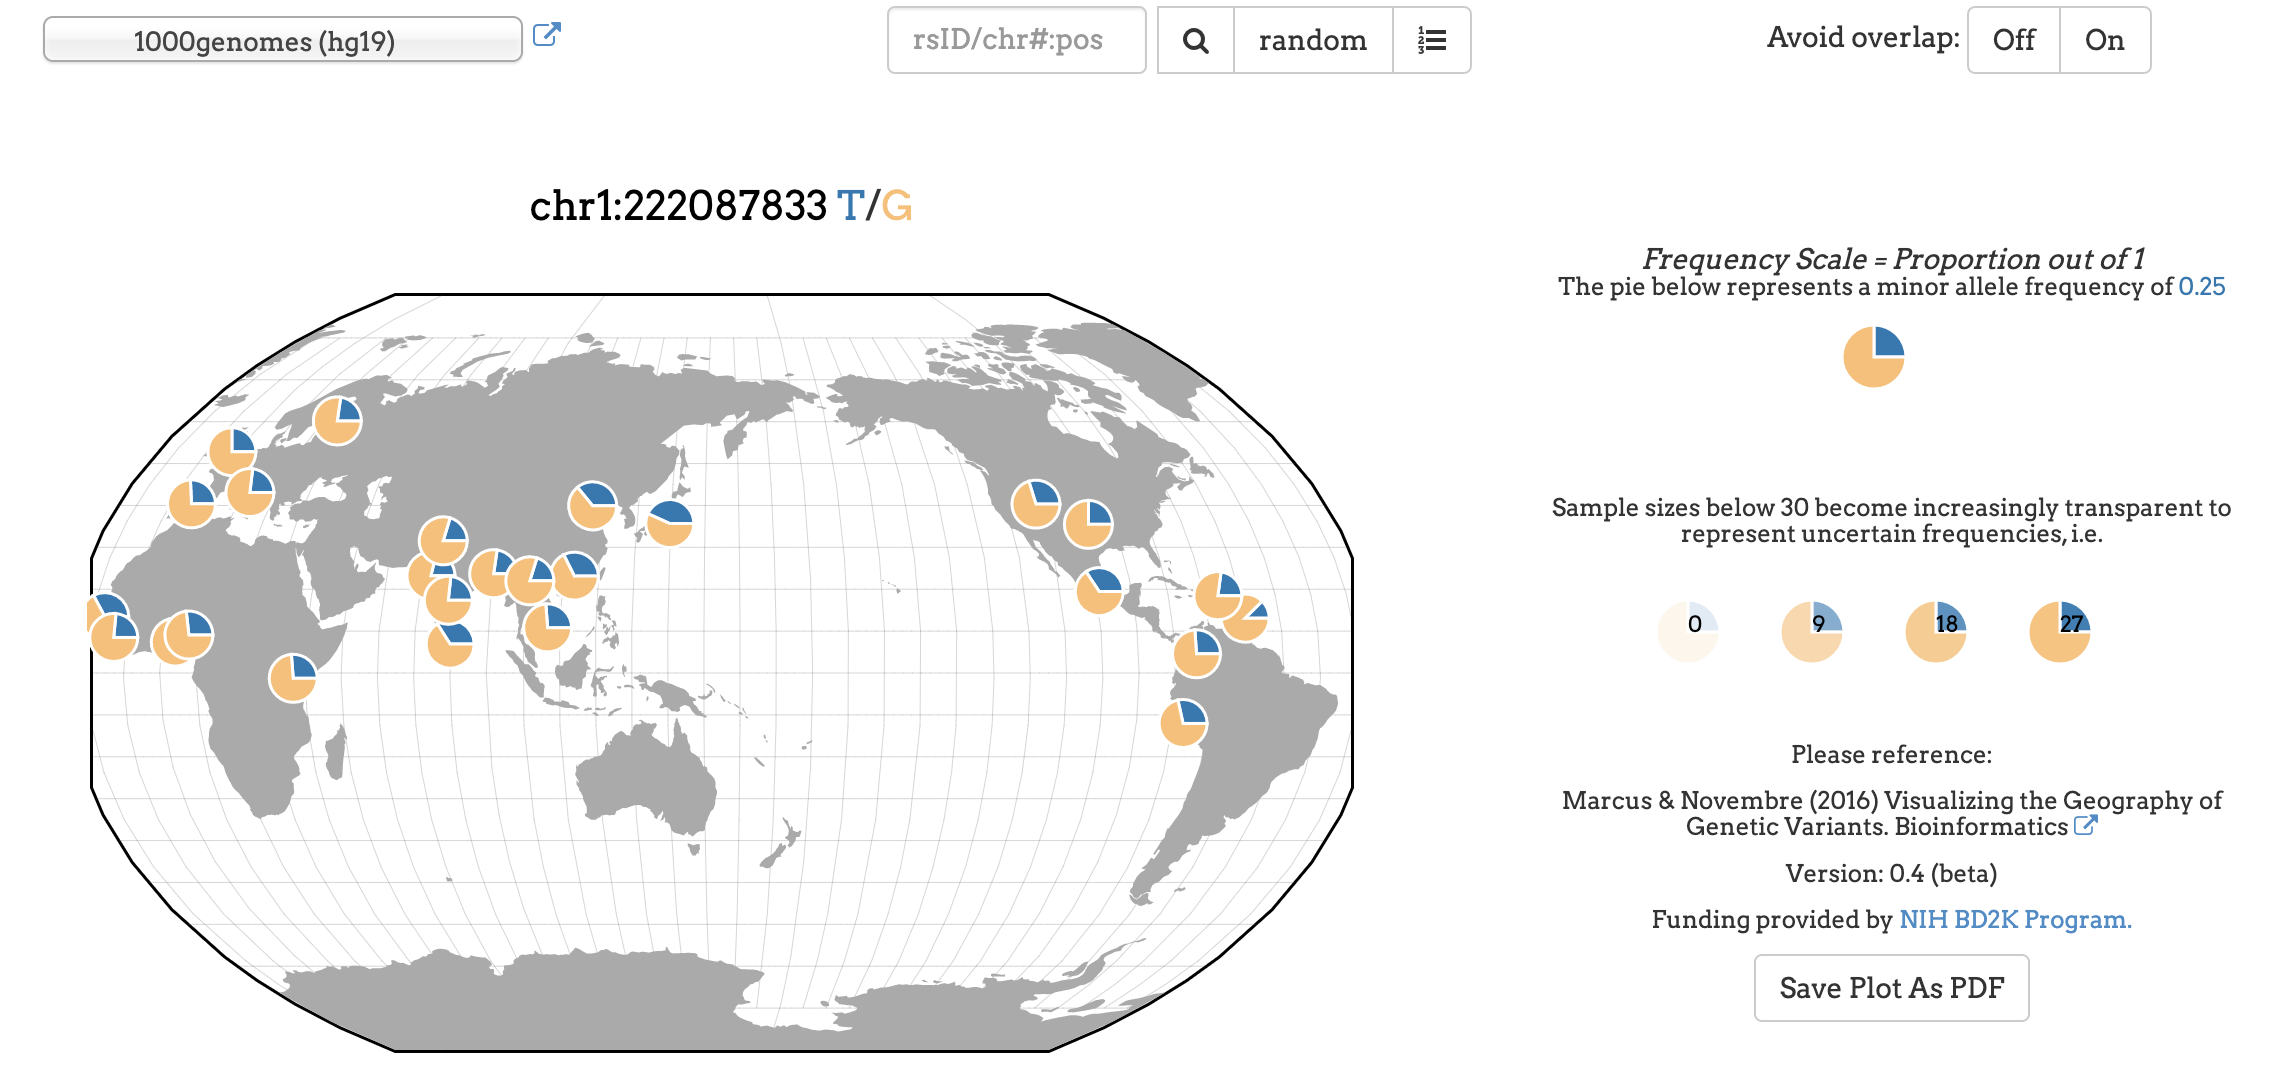 1000genomes (hg19)
rsID/chr#:pos
random
1
2
3
Avoid overlap:
Off
On
chr1:222087833 T/G
Frequency Scale = Proportion out of 1
The pie below represents a minor allele frequency of 0.25
Sample sizes below 30 become increasingly transparent to
represent uncertain frequencies, i.e.
0
9
18
27
Please reference:
Marcus & Novembre (2016) Visualizing the Geography of
Genetic Variants. Bioinformatics
Version: 0.4 (beta)
Funding provided by NIH BD2K Program.
Save Plot As PDF